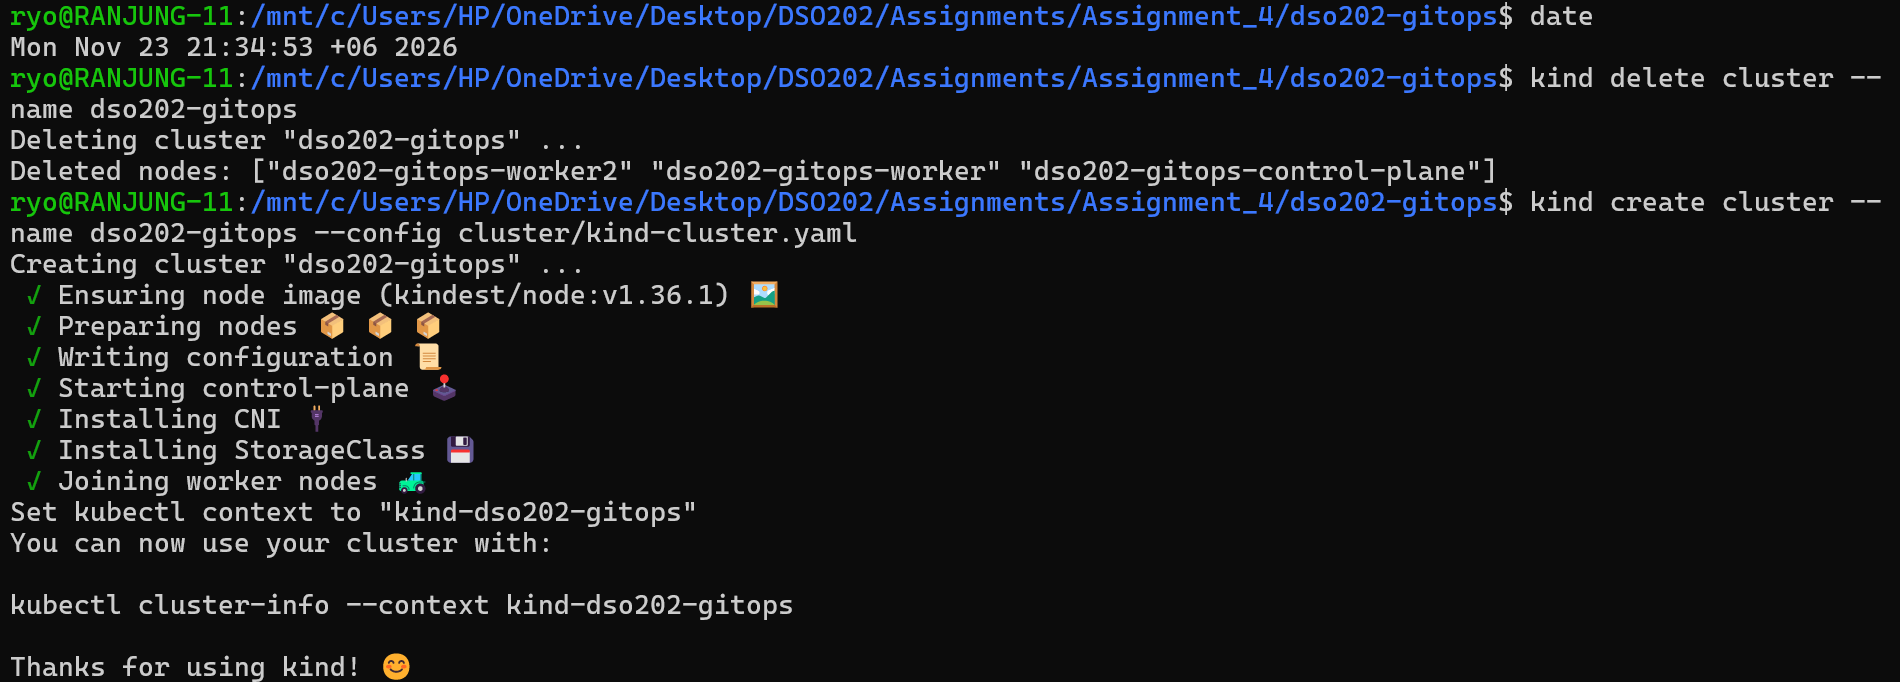 ryo@RANJUNG-11:/mnt/c/Users/HP/OneDrive/Desktop/DSO202/Assignments/Assignment_4/dso202-gitops$ date
Mon Nov 23 21:34:53 +06 2026
ryo@RANJUNG-11:/mnt/c/Users/HP/OneDrive/Desktop/DSO202/Assignments/Assignment_4/dso202-gitops$ kind delete cluster --
name dso202-gitops
Deleting cluster "dso202-gitops" ...
Deleted nodes: ["dso202-gitops-worker2" "dso202-gitops-worker" "dso202-gitops-control-plane"]
ryo@RANJUNG-11:/mnt/c/Users/HP/OneDrive/Desktop/DSO202/Assignments/Assignment_4/dso202-gitops$ kind create cluster --
name dso202-gitops --config cluster/kind-cluster.yaml
Creating cluster "dso202-gitops" ...
✓ Ensuring node image (kindest/node:v1.36.1) 🖼
✓ Preparing nodes 📦 📦 📦
✓ Writing configuration 📜
✓ Starting control-plane 🕹
✓ Installing CNI 🔌
✓ Installing StorageClass 💾
✓ Joining worker nodes 🚜
Set kubectl context to "kind-dso202-gitops"
You can now use your cluster with:
kubectl cluster-info --context kind-dso202-gitops
Thanks for using kind! 😊